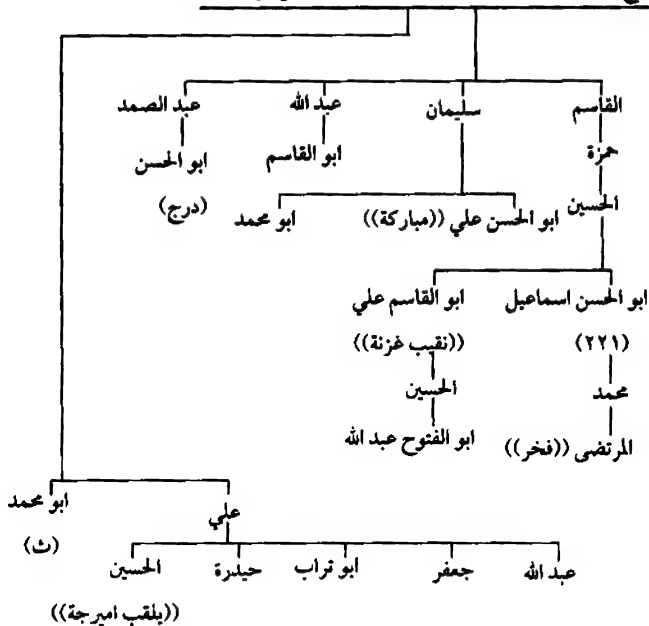 القاسم سليمان عبد الله عبد الصمد
حمزة ابو القاسم ابو الحسن
الحسين ابو الحسن علي ((مباركة)) ابو محمد (درج)
ابو الحسن اسماعيل ابو القاسم علي
(٢٢١) ((نقيب غزنة))
محمد الحسين
المرتضى ((فخر)) ابو الفتوح عبد الله
علي ابو محمد
(ث)
عبد الله جعفر ابو تراب حيدرة الحسين
((يلقب اميرجة))